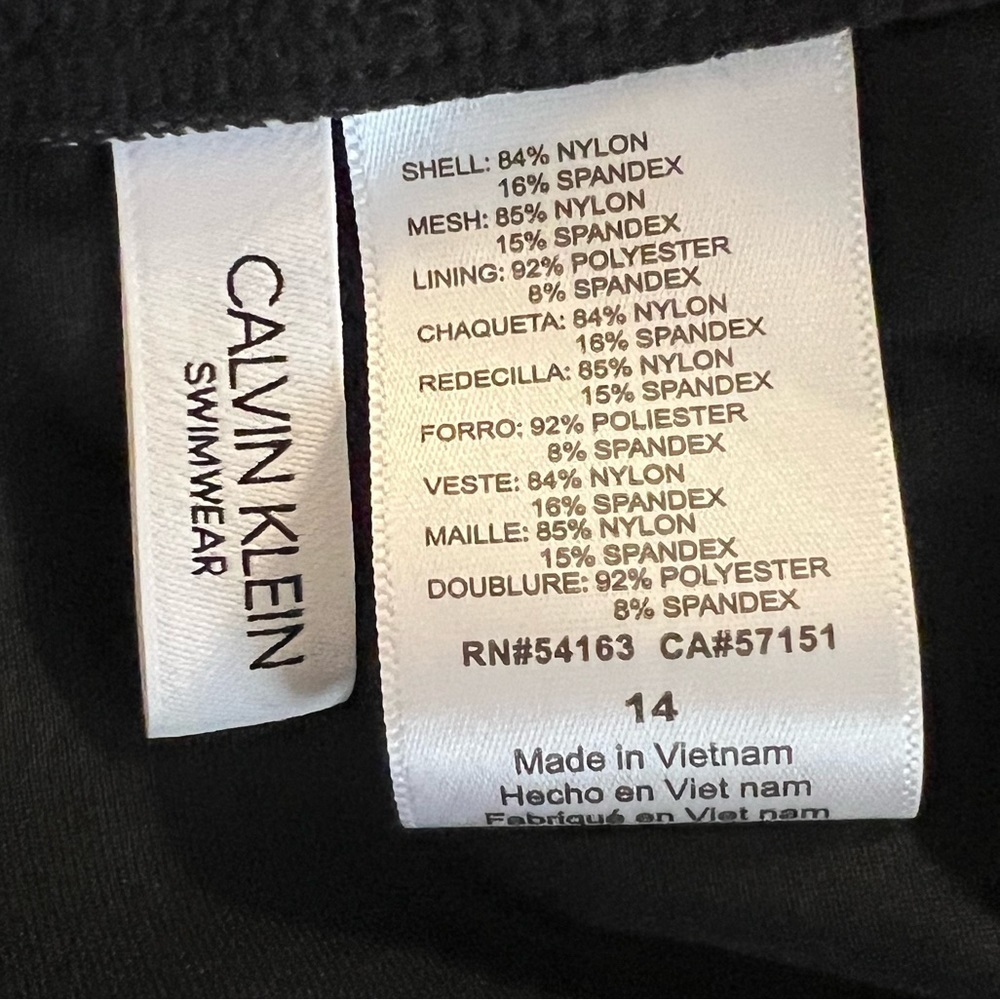 CALVIN KLEIN
SWIMWEAR
SHELL: 84% NYLON
16% SPANDEX
MESH: 85% NYLON
15% SPANDEX
LINING: 92% POLYESTER
8% SPANDEX
CHAQUETA: 84% NYLON
16% SPANDEX
REDECILLA: 85% NYLON
15% SPANDEX
FORRO: 92% POLIESTER
8% SPANDEX
VESTE: 84% NYLON
16% SPANDEX
MAILLE: 85% NYLON
15% SPANDEX
DOUBLURE: 92% POLYESTER
8% SPANDEX
RN#54163 CA#57151
14
Made in Vietnam
Hecho en Viet nam
Fabriqué en Viet nam